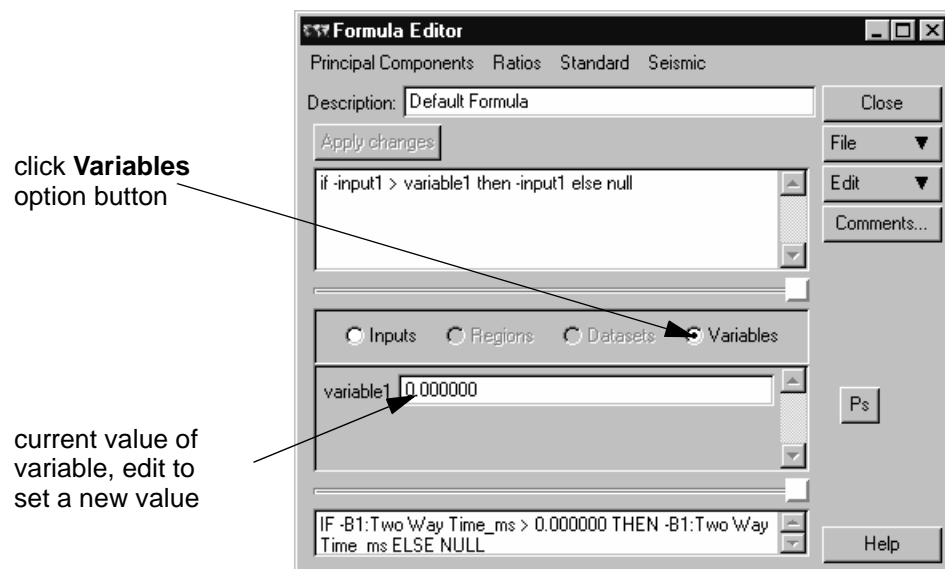 Formula Editor
Principal Components Ratios Standard Seismic
Description: Default Formula
Close
Apply changes
File
if -input1 > variable1 then -input1 else null
Edit
Comments...
click Variables
option button
Inputs Regions Datasets Variables
variable1 0.000000
Ps
current value of
variable, edit to
set a new value
IF -B1:Two Way Time_ms > 0.000000 THEN -B1:Two Way
Time_ms ELSE NULL
Help